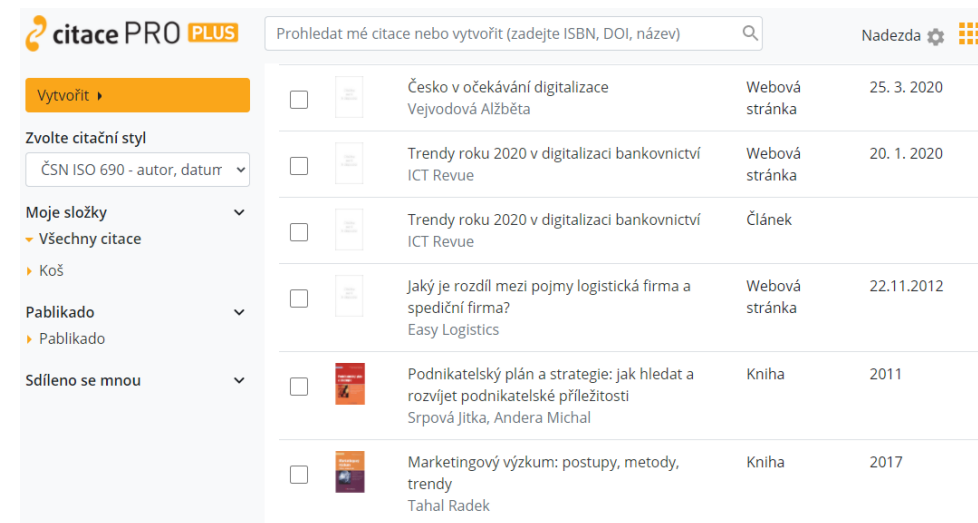 citace PRO PLUS
Prohledat mé citace nebo vytvořit (zadejte ISBN, DOI, název)
Nadezda
Vytvořit
Zvolte citační styl
ČSN ISO 690 - autor, datum
Moje složky
Všechny citace
Koš
Pablikado
Pablikado
Sdíleno se mnou
Česko v očekávání digitalizace
Vejvodová Alžběta
Webová
stránka
25. 3. 2020
Trendy roku 2020 v digitalizaci bankovnictví
ICT Revue
Webová
stránka
20. 1. 2020
Trendy roku 2020 v digitalizaci bankovnictví
ICT Revue
Článek
Jaký je rozdíl mezi pojmy logistická firma a
spediční firma?
Easy Logistics
Webová
stránka
22.11.2012
Podnikatelský plán a strategie: jak hledat a
rozvíjet podnikatelské příležitosti
Srpová Jitka, Andera Michal
Kniha
2011
Marketingový výzkum: postupy, metody,
trendy
Tahal Radek
Kniha
2017